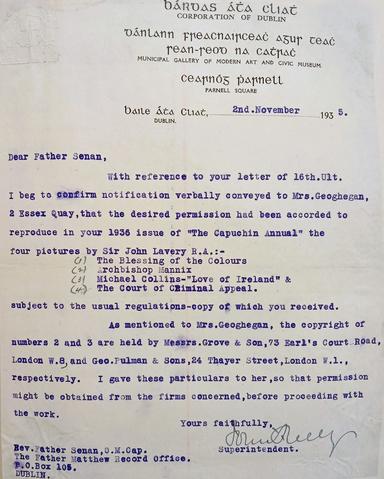 bárdas áta cliat
CORPORATION OF DUBLIN
dánlann freacnairceac agus teac
sean-reod na catrac
MUNICIPAL GALLERY OF MODERN ART AND CIVIC MUSEUM
cearnóg parnell
PARNELL SQUARE
baile áta cliat, 2nd.November 1935.
DUBLIN.
Dear Father Senan,
With reference to your letter of 16th.Ult.
I beg to confirm notification verbally conveyed to Mrs.Geoghegan,
2 Essex Quay,that the desired permission had been accorded to
reproduce in your 1936 issue of "The Capuchin Annual" the
four pictures by Sir John Lavery R.A.:-
(1) The Blessing of the Colours
(2) Archbishop Mannix
(3) Michael Collins-"Love of Ireland" &
(4) The Court of Criminal Appeal.
subject to the usual regulations-copy of which you received.
As mentioned to Mrs.Geoghegan, the copyright of
numbers 2 and 3 are held by Messrs.Grove & Son,73 Earl's Court Road,
London W.8, and Geo.Pulman & Sons,24 Thayer Street,London W.1.,
respectively. I gave these particulars to her,so that permission
might be obtained from the firms concerned,before proceeding with
the work.
Yours faithfully,
Superintendent.
Rev.Father Senan,O.M.Cap.
The Father Matthew Record Office.
P.O.Box 105.
DUBLIN.